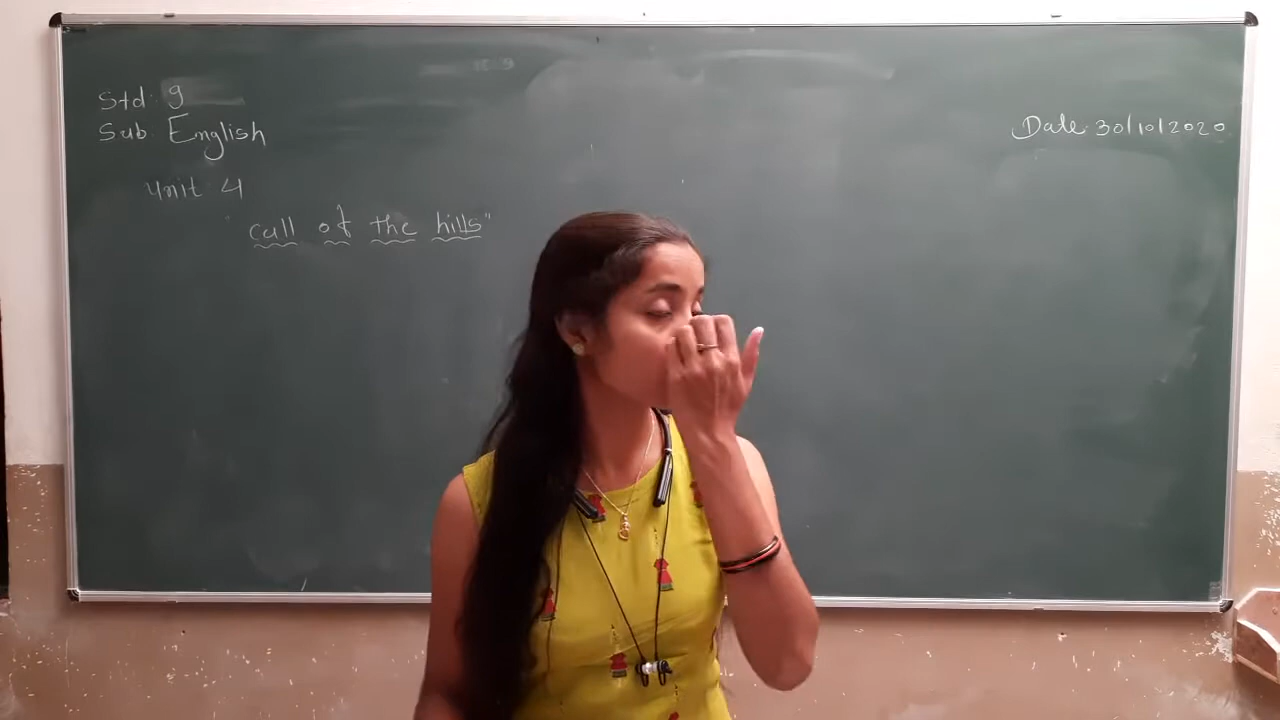 Std 9
Sub English
Date 30/10/2020
Unit 4
"call of the hills"